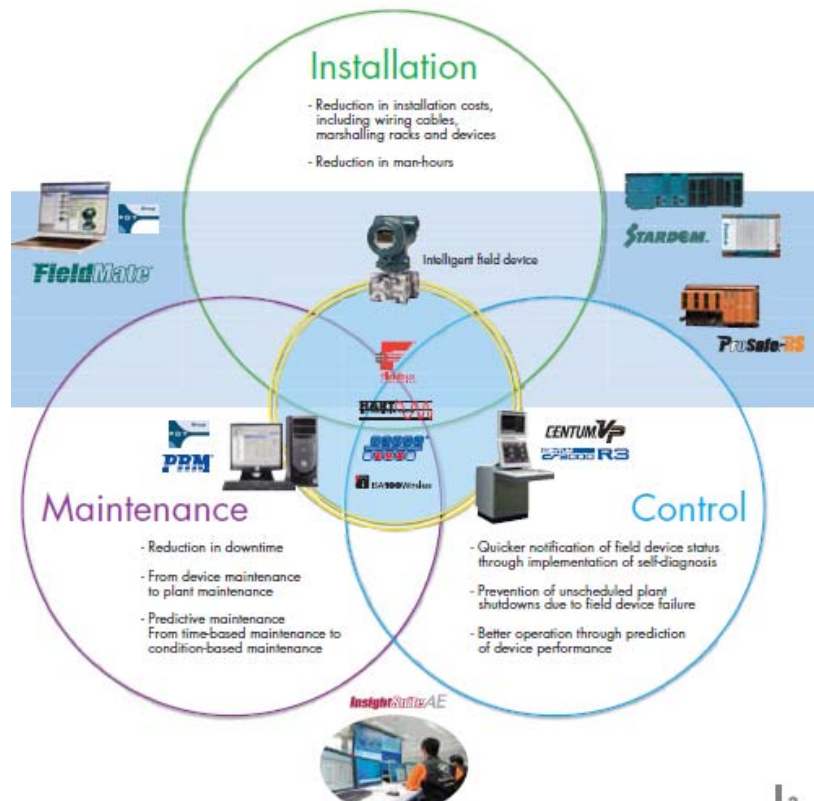 Installation
- Reduction in installation costs,
including wiring cables,
marshalling racks and devices
- Reduction in man-hours
FieldMate
Intelligent field device
STARDOM
ProSafe-RS
HART
PRM
CENTUM VP
R3
Maintenance
- Reduction in downtime
- From device maintenance
to plant maintenance
- Predictive maintenance
From time-based maintenance to
condition-based maintenance
Control
- Quicker notification of field device status
through implementation of self-diagnosis
- Prevention of unscheduled plant
shutdowns due to field device failure
- Better operation through prediction
of device performance
InsightSuiteAE